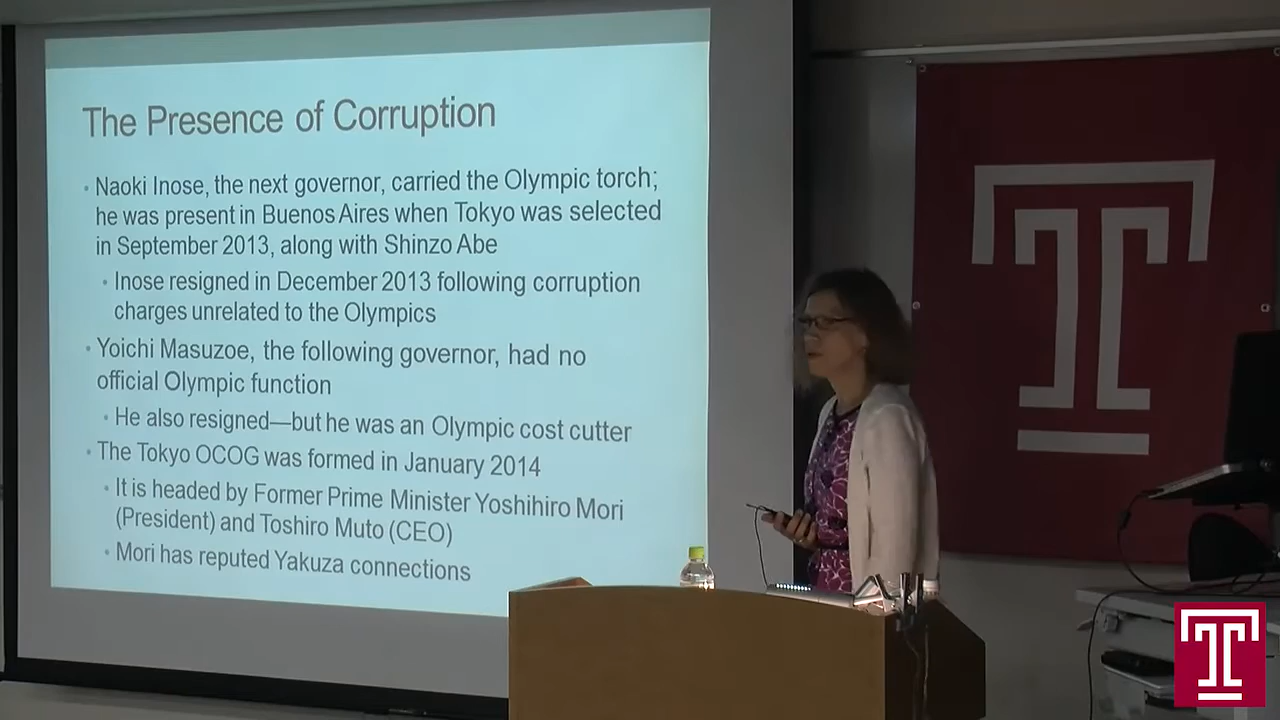 The Presence of Corruption
• Naoki Inose, the next governor, carried the Olympic torch;
he was present in Buenos Aires when Tokyo was selected
in September 2013, along with Shinzo Abe
• Inose resigned in December 2013 following corruption
charges unrelated to the Olympics
• Yoichi Masuzoe, the following governor, had no
official Olympic function
• He also resigned—but he was an Olympic cost cutter
• The Tokyo OCOG was formed in January 2014
• It is headed by Former Prime Minister Yoshihiro Mori
(President) and Toshiro Muto (CEO)
• Mori has reputed Yakuza connections
T
T